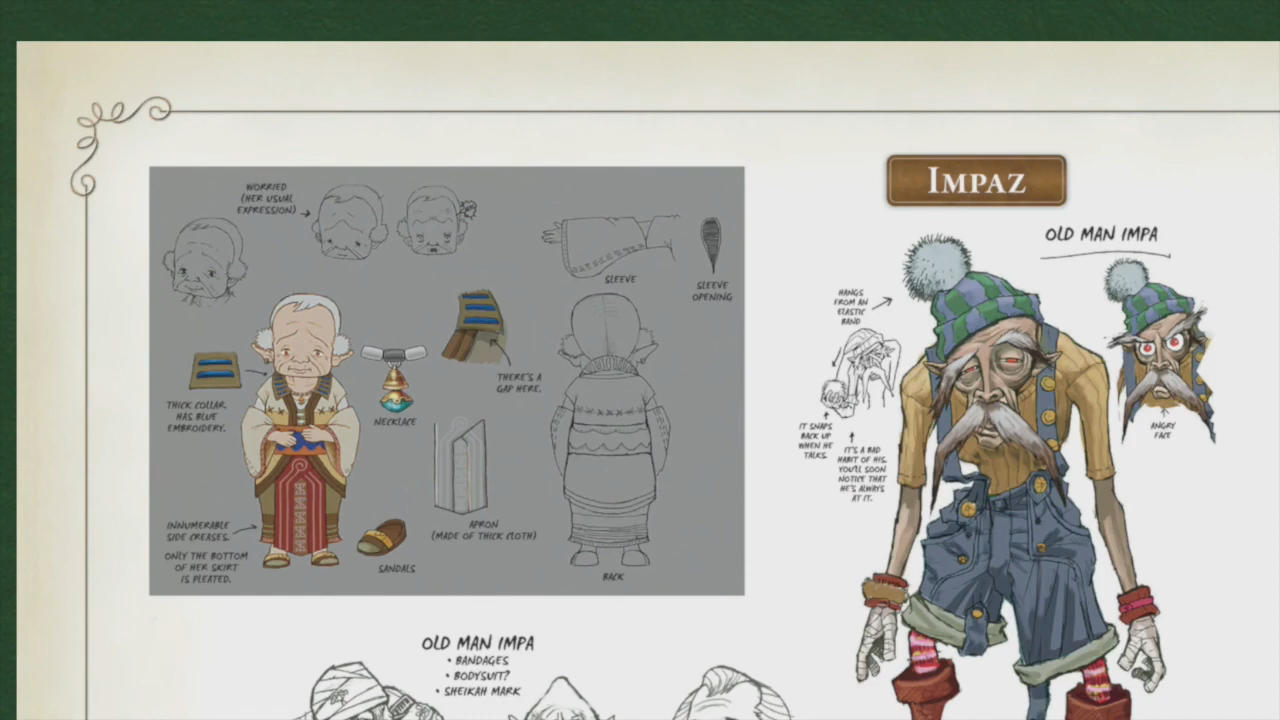 WORRIED
(HER USUAL
EXPRESSION)
SLEEVE
SLEEVE
OPENING
THERE'S A
GAP HERE.
THICK COLLAR.
HAS BLUE
EMBROIDERY.
NECKLACE
INNUMERABLE
SIDE CREASES.
ONLY THE BOTTOM
OF HER SKIRT
IS PLEATED.
SANDALS
APRON
(MADE OF THICK CLOTH)
BACK
IMPAZ
OLD MAN IMPA
HANGS
FROM AN
ELASTIC
BAND
IT SNAPS
BACK UP
WHEN HE
TALKS.
IT'S A BAD
HABIT OF HIS.
YOU'LL SOON
NOTICE THAT
HE'S ALWAYS
AT IT.
ANGRY
FACE
OLD MAN IMPA
• BANDAGES
• BODYSUIT?
• SHEIKAH MARK